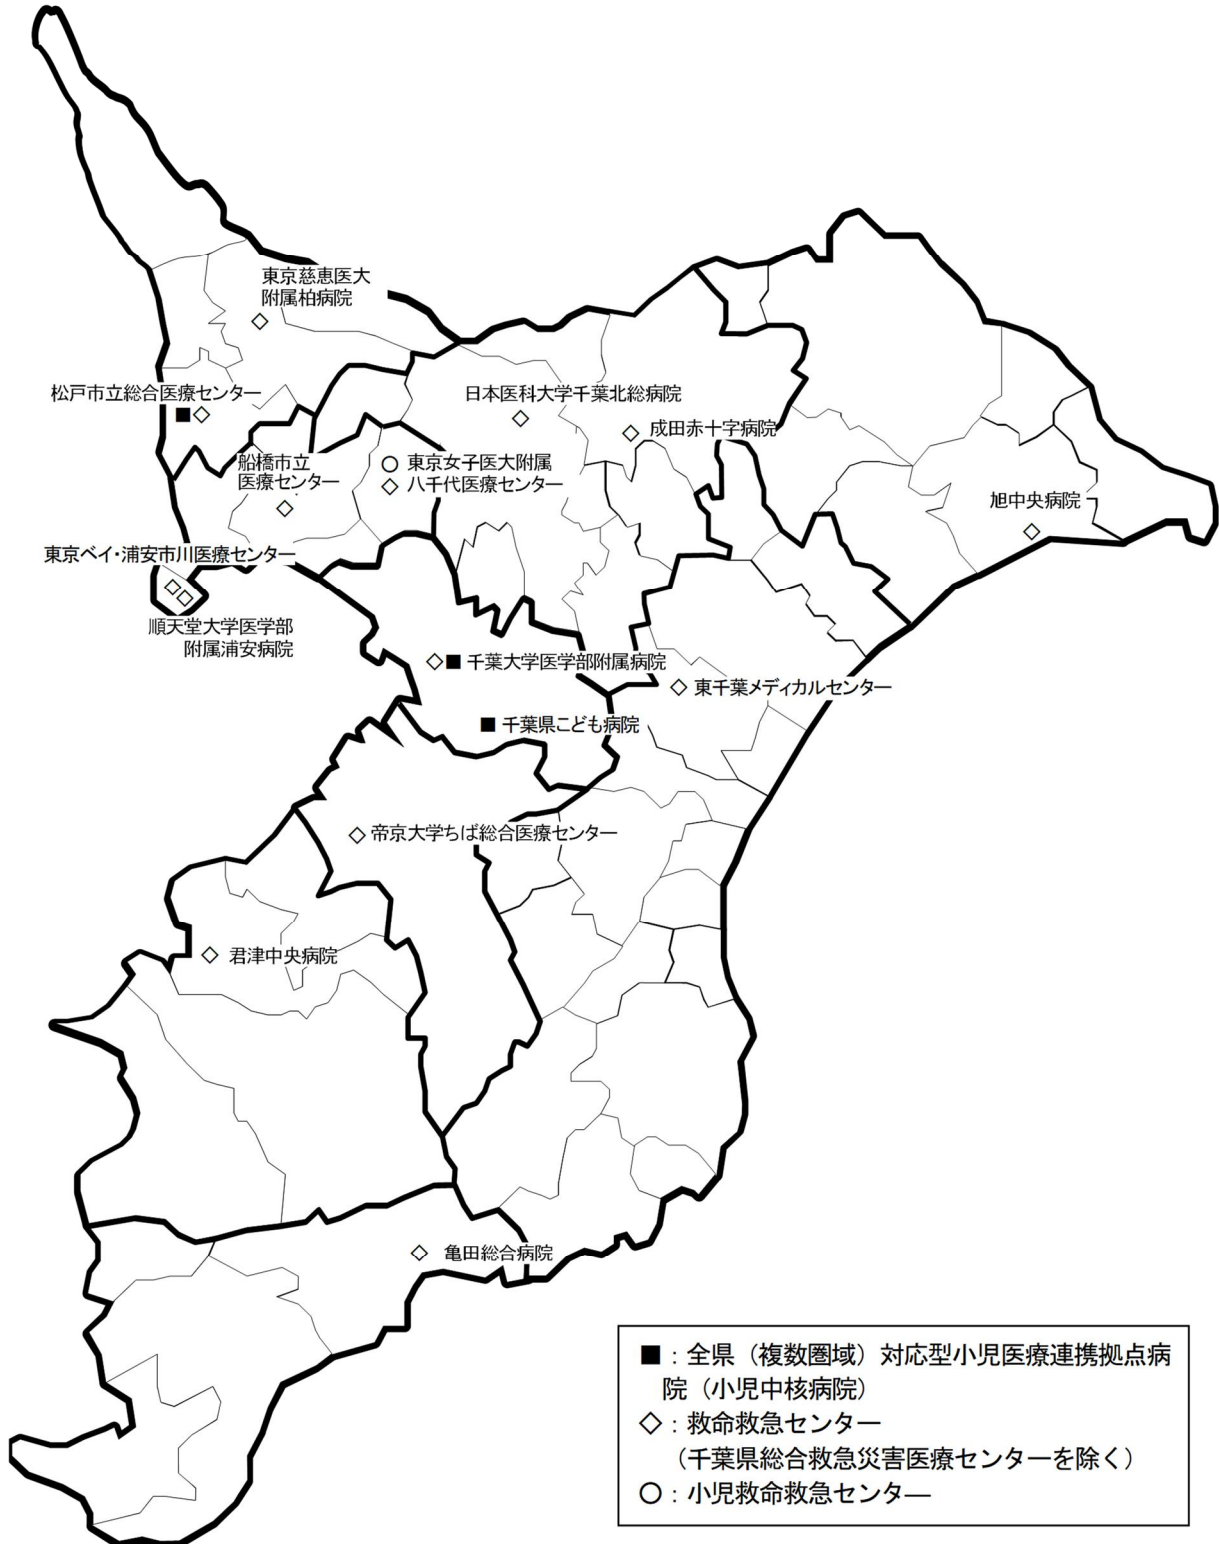 東京慈恵医大
附属柏病院
松戸市立総合医療センター
■◇
日本医科大学千葉北総病院
成田赤十字病院
船橋市立
医療センター
○ 東京女子医大附属
◇ 八千代医療センター
旭中央病院
東京ベイ・浦安市川医療センター
順天堂大学医学部
附属浦安病院
◇■ 千葉大学医学部附属病院
◇ 東千葉メディカルセンター
■ 千葉県こども病院
◇ 帝京大学ちば総合医療センター
◇ 君津中央病院
◇ 亀田総合病院
■：全県（複数圏域）対応型小児医療連携拠点病
院（小児中核病院）
◇：救命救急センター
（千葉県総合救急災害医療センターを除く）
○：小児救命救急センター